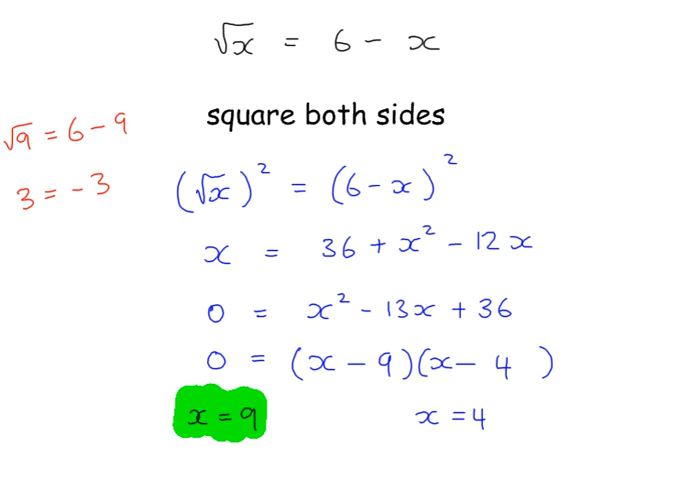 √x = 6 - x
square both sides
√9 = 6 - 9
3 = - 3
(√x)² = (6 - x)²
x = 36 + x² - 12x
0 = x² - 13x + 36
0 = (x - 9)(x - 4 )
x = 9
x = 4